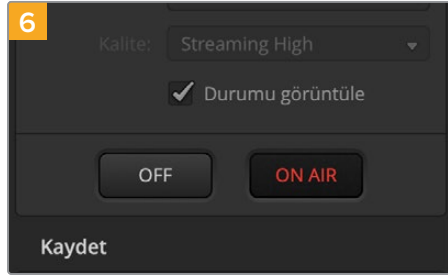 6
Kalite: Streaming High
Durumu görüntüle
OFF ON AIR
Kaydet